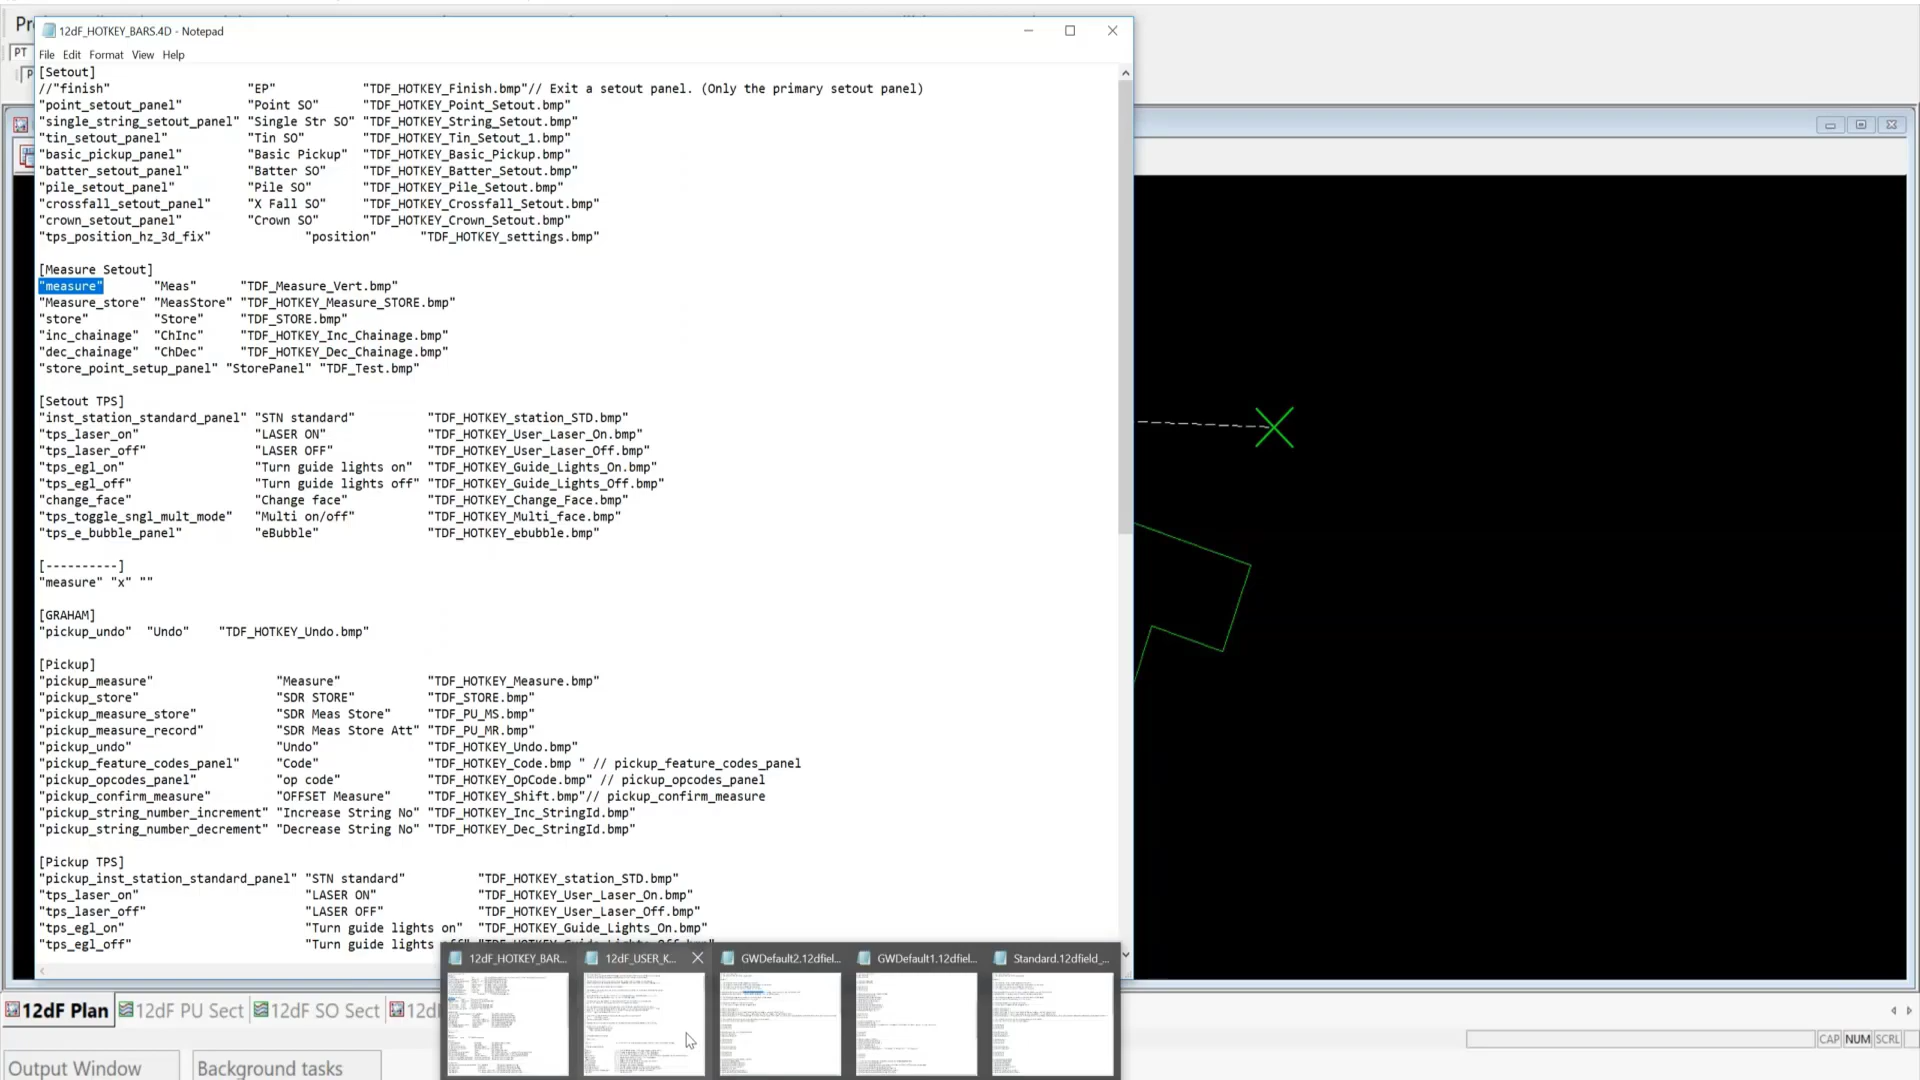 12dF_HOTKEY_BARS.4D - Notepad
PT
File Edit Format View Help
[Setout]
//"finish" "EP" "TDF_HOTKEY_Finish.bmp"// Exit a setout panel. (Only the primary setout panel)
"point_setout_panel" "Point SO" "TDF_HOTKEY_Point_Setout.bmp"
"single_string_setout_panel" "Single Str SO" "TDF_HOTKEY_String_Setout.bmp"
"tin_setout_panel" "Tin SO" "TDF_HOTKEY_Tin_Setout_1.bmp"
"basic_pickup_panel" "Basic Pickup" "TDF_HOTKEY_Basic_Pickup.bmp"
"batter_setout_panel" "Batter SO" "TDF_HOTKEY_Batter_Setout.bmp"
"pile_setout_panel" "Pile SO" "TDF_HOTKEY_Pile_Setout.bmp"
"crossfall_setout_panel" "X Fall SO" "TDF_HOTKEY_Crossfall_Setout.bmp"
"crown_setout_panel" "Crown SO" "TDF_HOTKEY_Crown_Setout.bmp"
"tps_position_hz_3d_fix" "position" "TDF_HOTKEY_settings.bmp"
[Measure Setout]
"measure" "Meas" "TDF_Measure_Vert.bmp"
"Measure_store" "MeasStore" "TDF_HOTKEY_Measure_STORE.bmp"
"store" "Store" "TDF_STORE.bmp"
"inc_chainage" "ChInc" "TDF_HOTKEY_Inc_Chainage.bmp"
"dec_chainage" "ChDec" "TDF_HOTKEY_Dec_Chainage.bmp"
"store_point_setup_panel" "StorePanel" "TDF_Test.bmp"
[Setout TPS]
"inst_station_standard_panel" "STN standard" "TDF_HOTKEY_station_STD.bmp"
"tps_laser_on" "LASER ON" "TDF_HOTKEY_User_Laser_On.bmp"
"tps_laser_off" "LASER OFF" "TDF_HOTKEY_User_Laser_Off.bmp"
"tps_egl_on" "Turn guide lights on" "TDF_HOTKEY_Guide_Lights_On.bmp"
"tps_egl_off" "Turn guide lights off" "TDF_HOTKEY_Guide_Lights_Off.bmp"
"change_face" "Change face" "TDF_HOTKEY_Change_Face.bmp"
"tps_toggle_sngl_mult_mode" "Multi on/off" "TDF_HOTKEY_Multi_face.bmp"
"tps_e_bubble_panel" "eBubble" "TDF_HOTKEY_ebubble.bmp"
[----------]
"measure" "x" ""
[GRAHAM]
"pickup_undo" "Undo" "TDF_HOTKEY_Undo.bmp"
[Pickup]
"pickup_measure" "Measure" "TDF_HOTKEY_Measure.bmp"
"pickup_store" "SDR STORE" "TDF_STORE.bmp"
"pickup_measure_store" "SDR Meas Store" "TDF_PU_MS.bmp"
"pickup_measure_record" "SDR Meas Store Att" "TDF_PU_MR.bmp"
"pickup_undo" "Undo" "TDF_HOTKEY_Undo.bmp"
"pickup_feature_codes_panel" "Code" "TDF_HOTKEY_Code.bmp " // pickup_feature_codes_panel
"pickup_opcodes_panel" "op code" "TDF_HOTKEY_OpCode.bmp" // pickup_opcodes_panel
"pickup_confirm_measure" "OFFSET Measure" "TDF_HOTKEY_Shift.bmp"// pickup_confirm_measure
"pickup_string_number_increment" "Increase String No" "TDF_HOTKEY_Inc_StringId.bmp"
"pickup_string_number_decrement" "Decrease String No" "TDF_HOTKEY_Dec_StringId.bmp"
[Pickup TPS]
"pickup_inst_station_standard_panel" "STN standard" "TDF_HOTKEY_station_STD.bmp"
"tps_laser_on" "LASER ON" "TDF_HOTKEY_User_Laser_On.bmp"
"tps_laser_off" "LASER OFF" "TDF_HOTKEY_User_Laser_Off.bmp"
"tps_egl_on" "Turn guide lights on" "TDF_HOTKEY_Guide_Lights_On.bmp"
"tps_egl_off" "Turn guide lights
12dF_HOTKEY_BAR... 12dF_USER_K... GWDefault2.12dfiel... GWDefault1.12dfiel... Standard.12dfield_...
12dF Plan 12dF PU Sect 12dF SO Sect
CAP NUM SCRL
Output Window Background tasks